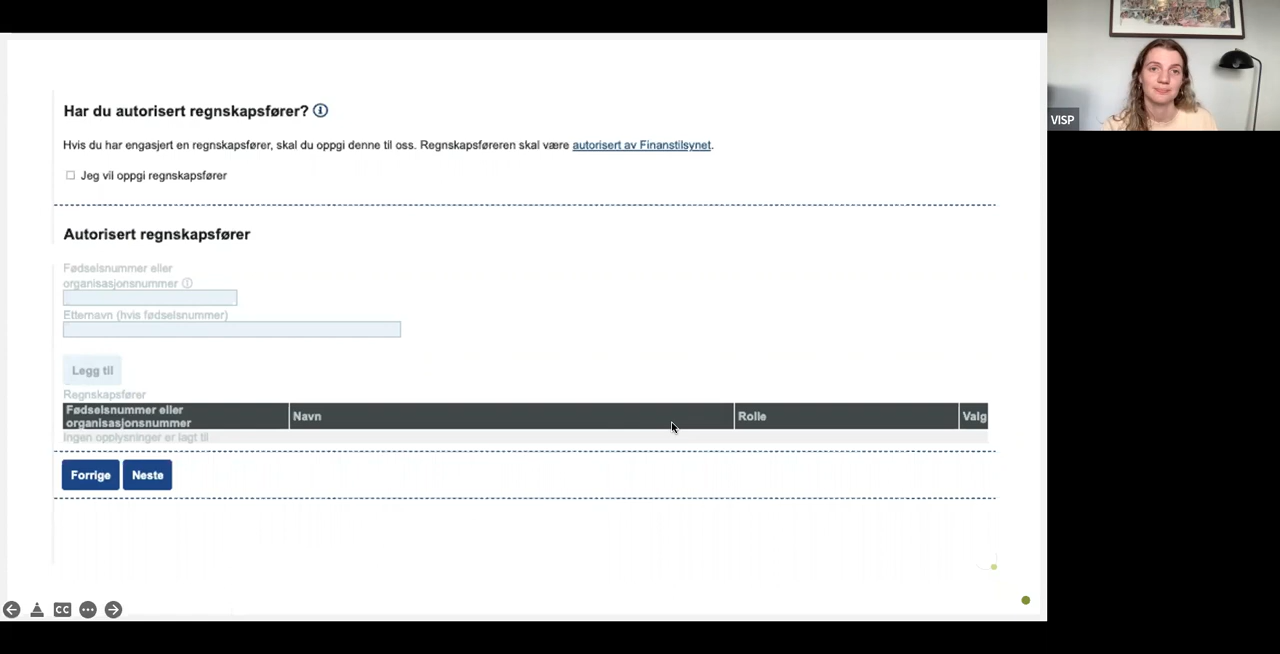 Har du autorisert regnskapsfører?
Hvis du har engasjert en regnskapsfører, skal du oppgi denne til oss. Regnskapsføreren skal være autorisert av Finanstilsynet.
Jeg vil oppgi regnskapsfører
Autorisert regnskapsfører
Fødselsnummer eller
organisasjonsnummer
Etternavn (hvis fødselsnummer)
Legg til
Regnskapsfører
Fødselsnummer eller
organisasjonsnummer
Navn
Rolle
Valg
Ingen opplysninger er lagt til
Forrige
Neste
CC
VISP